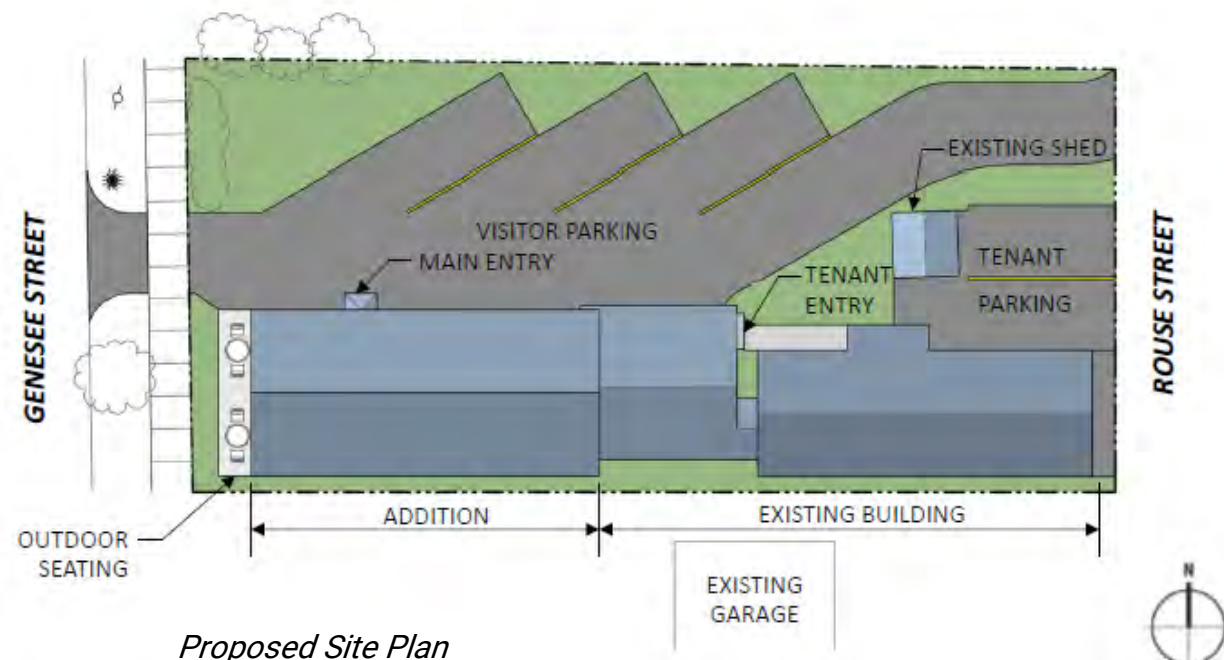 EXISTING SHED
GENESEE STREET
VISITOR PARKING
MAIN ENTRY
TENANT
ENTRY
TENANT
PARKING
ROUSE STREET
OUTDOOR
SEATING
ADDITION
EXISTING BUILDING
EXISTING
GARAGE
N
Proposed Site Plan